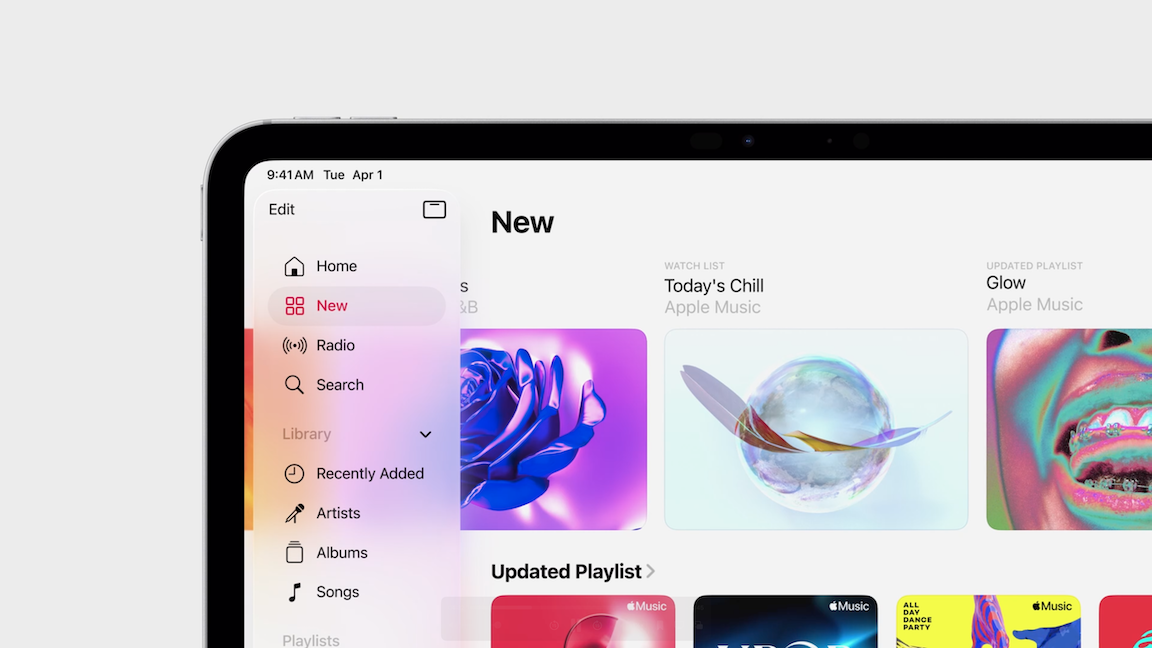 9:41 AM Tue Apr 1
Edit
Home
New
Radio
Search
Library
Recently Added
Artists
Albums
Songs
Playlists
New
s
&B
WATCH LIST
Today's Chill
Apple Music
UPDATED PLAYLIST
Glow
Apple Music
Updated Playlist
Music
Music
ALL
DAY
DANCE
PARTY
Music